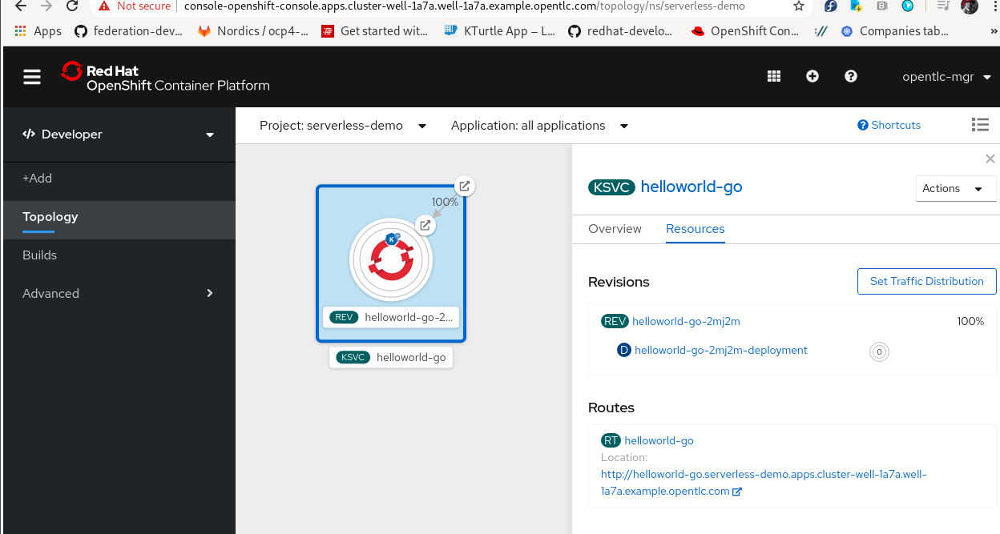 Not secure | console-openshift-console.apps.cluster-well-1a7a.well-1a7a.example.opentlc.com/topology/ns/serverless-demo
Apps federation-dev... Nordics / ocp4-... Get started wit... KTurtle App – L... redhat-develo... OpenShift Con... Companies tab... »
Red Hat
OpenShift Container Platform
opentlc-mgr
Developer
Project: serverless-demo Application: all applications Shortcuts
+Add
Topology
Builds
Advanced
100%
K
REV helloworld-go-2...
KSVC helloworld-go
KSVC helloworld-go
Actions
Overview Resources
Revisions
Set Traffic Distribution
REV helloworld-go-2mj2m 100%
D helloworld-go-2mj2m-deployment 0
Routes
RT helloworld-go
Location:
http://helloworld-go.serverless-demo.apps.cluster-well-1a7a.well-
1a7a.example.opentlc.com